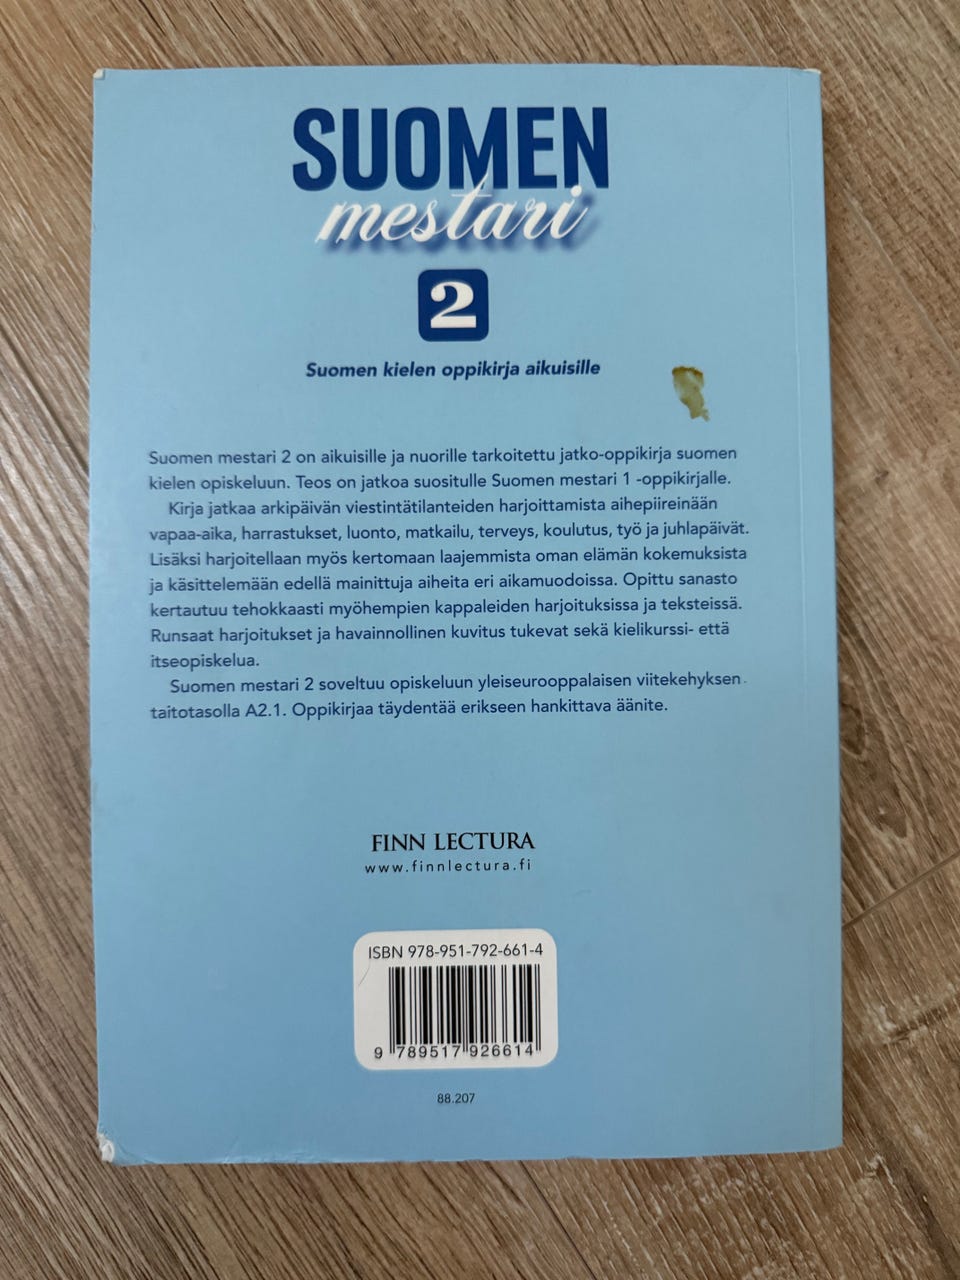 SUOMEN
mestari
2
Suomen kielen oppikirja aikuisille
Suomen mestari 2 on aikuisille ja nuorille tarkoitettu jatko-oppikirja suomen
kielen opiskeluun. Teos on jatkoa suositulle Suomen mestari 1 -oppikirjalle.
Kirja jatkaa arkipäivän viestintätilanteiden harjoittamista aihepiireinään
vapaa-aika, harrastukset, luonto, matkailu, terveys, koulutus, työ ja juhlapäivät.
Lisäksi harjoitellaan myös kertomaan laajemmista oman elämän kokemuksista
ja käsittelemään edellä mainittuja aiheita eri aikamuodoissa. Opittu sanasto
kertautuu tehokkaasti myöhempien kappaleiden harjoituksissa ja teksteissä.
Runsaat harjoitukset ja havainnollinen kuvitus tukevat sekä kielikurssi- että
itseopiskelua.
Suomen mestari 2 soveltuu opiskeluun yleiseurooppalaisen viitekehyksen
taitotasolla A2.1. Oppikirjaa täydentää erikseen hankittava äänite.
FINN LECTURA
www.finnlectura.fi
ISBN 978-951-792-661-4
9 789517 926614
88.207